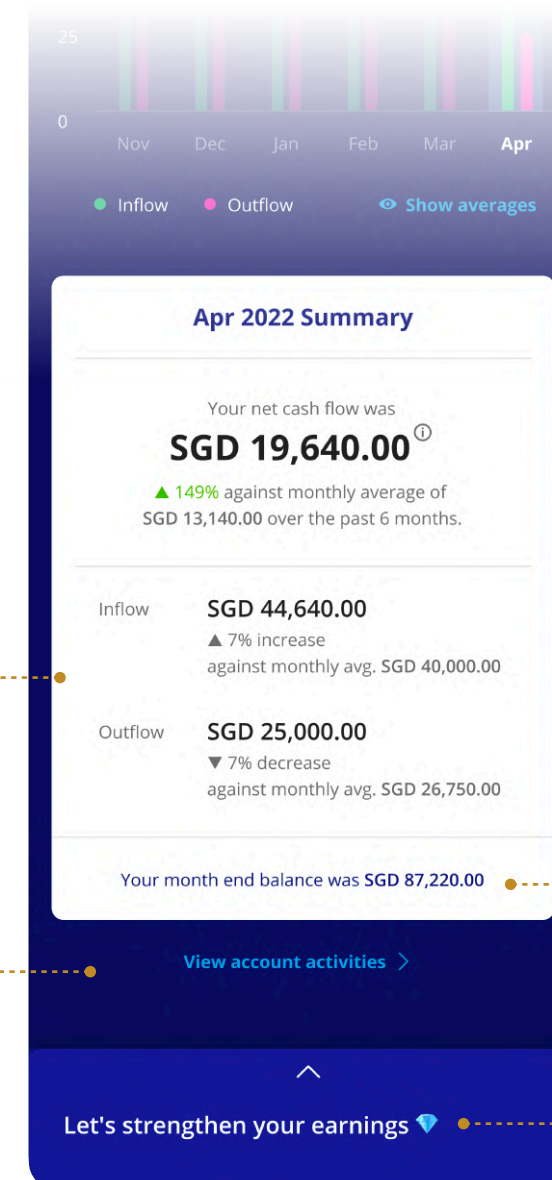 25
0
Nov Dec Jan Feb Mar Apr
Inflow Outflow Show averages
Apr 2022 Summary
Your net cash flow was
SGD 19,640.00
▲ 149% against monthly average of
SGD 13,140.00 over the past 6 months.
Inflow SGD 44,640.00
▲ 7% increase
against monthly avg. SGD 40,000.00
Outflow SGD 25,000.00
▼ 7% decrease
against monthly avg. SGD 26,750.00
Your month end balance was SGD 87,220.00
View account activities
Let's strengthen your earnings